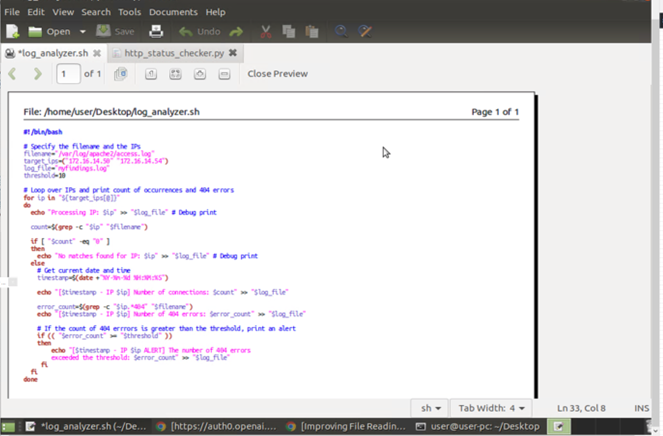 File Edit View Search Tools Documents Help
Open Save Undo
*log_analyzer.sh http_status_checker.py
1 of 1 Close Preview
File: /home/user/Desktop/log_analyzer.sh Page 1 of 1
#!/bin/bash
# Specify the filename and the IPs
filename="/var/log/apache2/access.log"
target_ips=("172.16.14.50" "172.16.14.54")
log_file="myfindings.log"
threshold=10
# Loop over IPs and print count of occurrences and 404 errors
for ip in "${target_ips[@]}"
do
echo "Processing IP: $ip" >> "$log_file" # Debug print
count=$(grep -c "$ip" "$filename")
if [ "$count" -eq "0" ]
then
echo "No matches found for IP: $ip" >> "$log_file" # Debug print
else
# Get current date and time
timestamp=$(date +"%Y-%m-%d %H:%M:%S")
echo "[$timestamp - IP $ip] Number of connections: $count" >> "$log_file"
error_count=$(grep -c "$ip.*404" "$filename")
echo "[$timestamp - IP $ip] Number of 404 errors: $error_count" >> "$log_file"
# If the count of 404 errrors is greater than the threshold, print an alert
if (( "$error_count" >= "$threshold" ))
then
echo "[$timestamp - IP $ip ALERT] The number of 404 errors
exceeded the threshold: $error_count" >> "$log_file"
fi
fi
done
sh Tab Width: 4 Ln 33, Col 8 INS
*log_analyzer.sh (~/De... [https://auth0.openai.... [Improving File Readin... user@user-pc: ~/Desktop